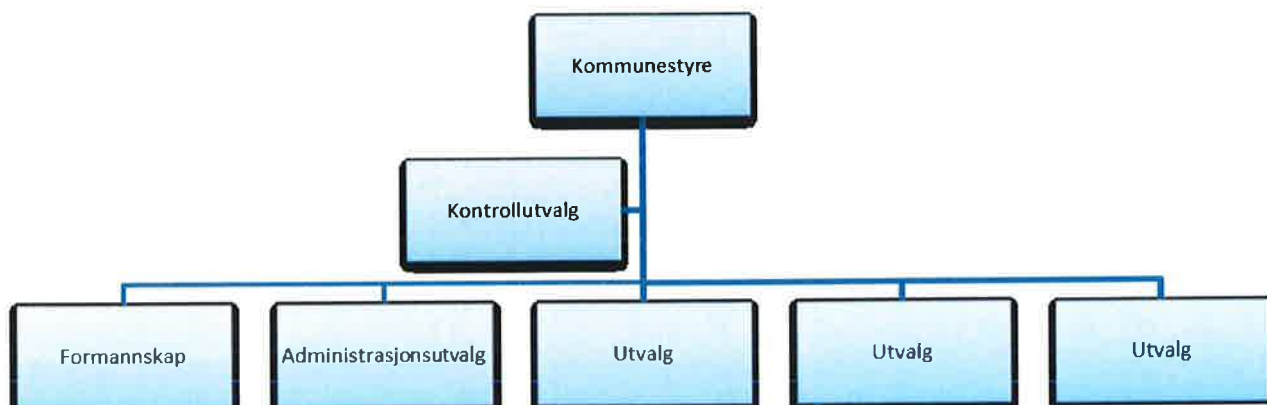 Kommunestyre
Kontrollutvalg
Formannskap
Administrasjonsutvalg
Utvalg
Utvalg
Utvalg